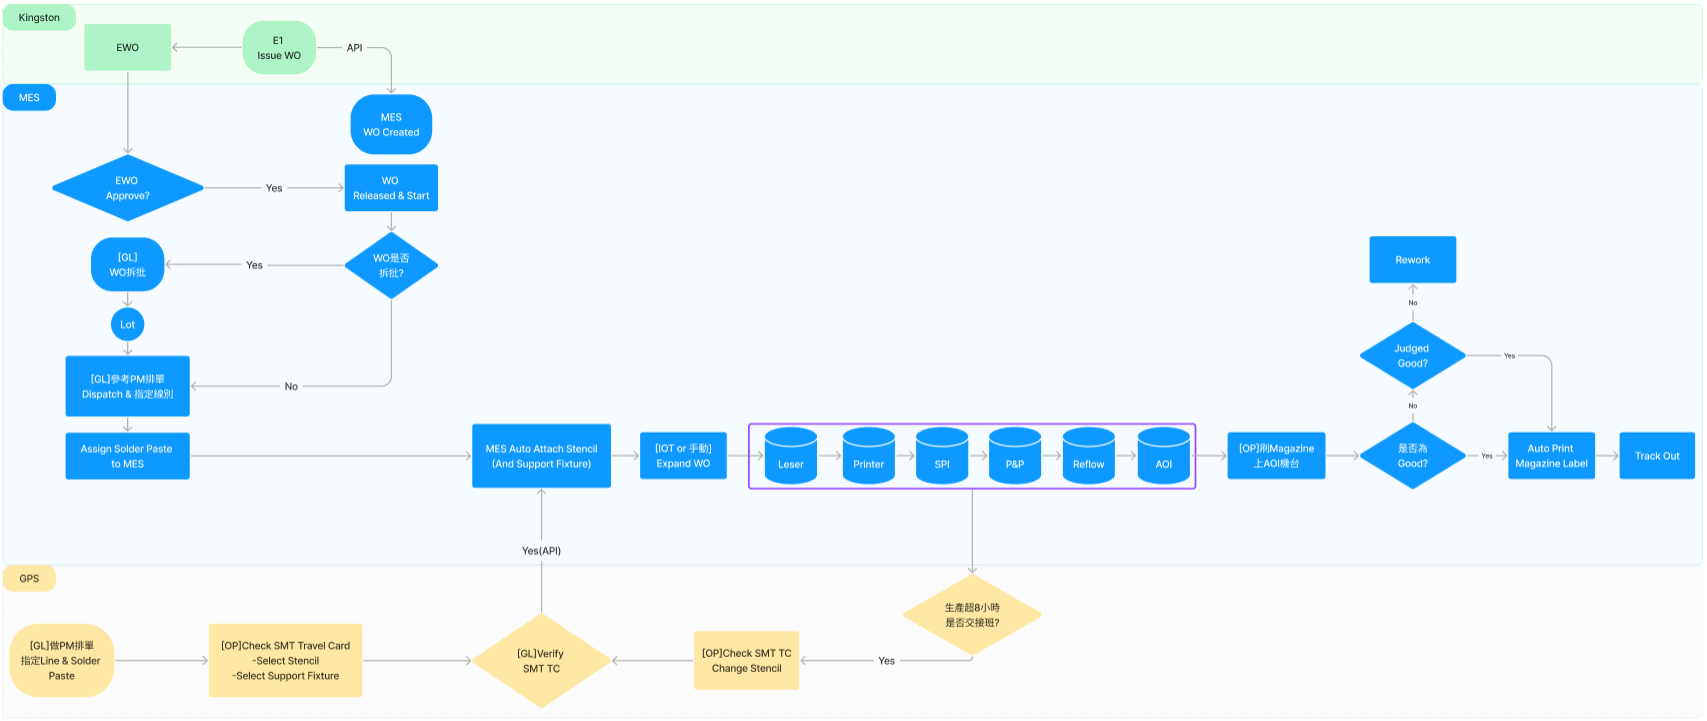 Kingston
EWO
E1
Issue WO
API
MES
MES
WO Created
EWO
Approve?
Yes
WO
Released & Start
[GL]
WO拆批
Yes
WO是否
拆批?
Lot
[GL]參考PM排單
Dispatch & 指定線別
No
Assign Solder Paste
to MES
MES Auto Attach Stencil
(And Support Fixture)
[IOT or 手動]
Expand WO
Leser
Printer
SPI
P&P
Reflow
AOI
[OP]刷Magazine
上AOI機台
是否為
Good?
No
Judged
Good?
No
Rework
Yes
Yes
Auto Print
Magazine Label
Track Out
Yes(API)
GPS
[GL]做PM排單
指定Line & Solder
Paste
[OP]Check SMT Travel Card
-Select Stencil
-Select Support Fixture
[GL]Verify
SMT TC
[OP]Check SMT TC
Change Stencil
Yes
生產超8小時
是否交接班?